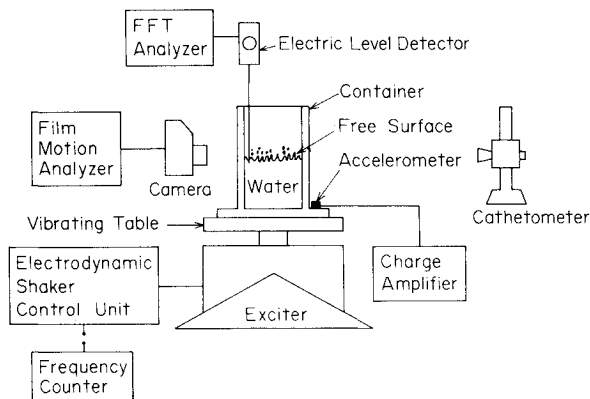 FFT
Analyzer
Electric Level Detector
Container
Free Surface
Accelerometer
Film
Motion
Analyzer
Camera
Water
Cathetometer
Vibrating Table
Electrodynamic
Shaker
Control Unit
Exciter
Charge
Amplifier
Frequency
Counter